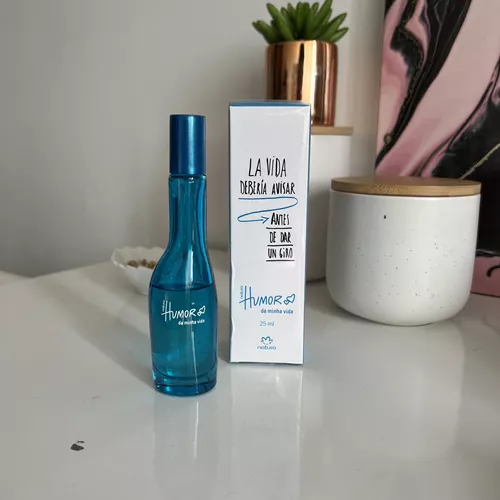 HUMOR
da minha vida
LA VIDA
DEBERÍA AVISAR
ANTES
DE DAR
UN GIRO
HUMOR
da minha vida
25 ml
natura